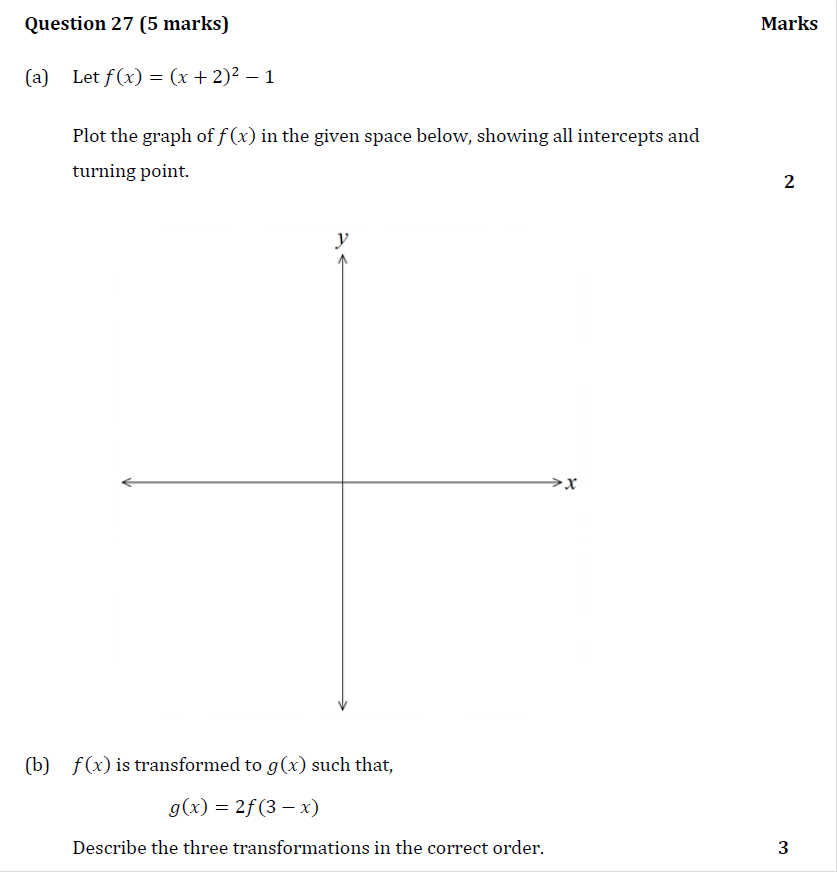 Question 27 (5 marks) Marks
(a) Let f(x) = (x + 2)² − 1
Plot the graph of f(x) in the given space below, showing all intercepts and
turning point.
2
y
x
(b) f(x) is transformed to g(x) such that,
g(x) = 2f(3 − x)
Describe the three transformations in the correct order. 3